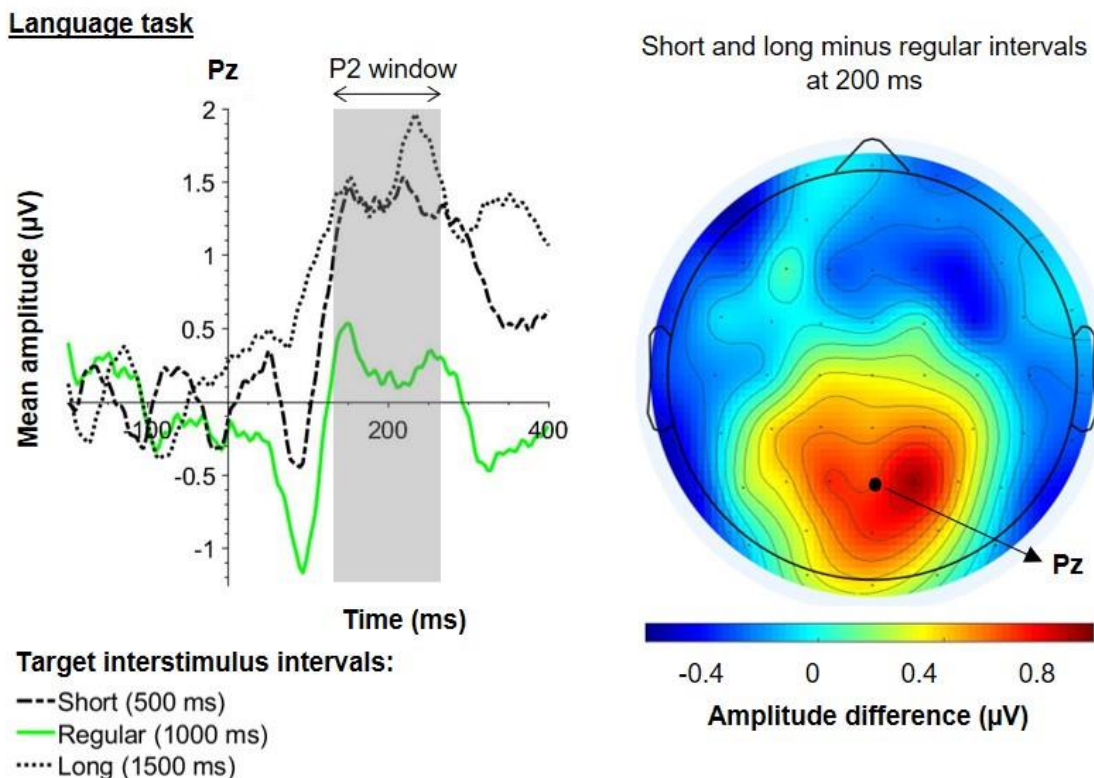 Language task
Pz
P2 window
Mean amplitude (µV)
2
1.5
1
0.5
0
-0.5
-1
-100
200
400
Time (ms)
Target interstimulus intervals:
Short (500 ms)
Regular (1000 ms)
Long (1500 ms)
Short and long minus regular intervals
at 200 ms
Pz
-0.4 0 0.4 0.8
Amplitude difference (µV)